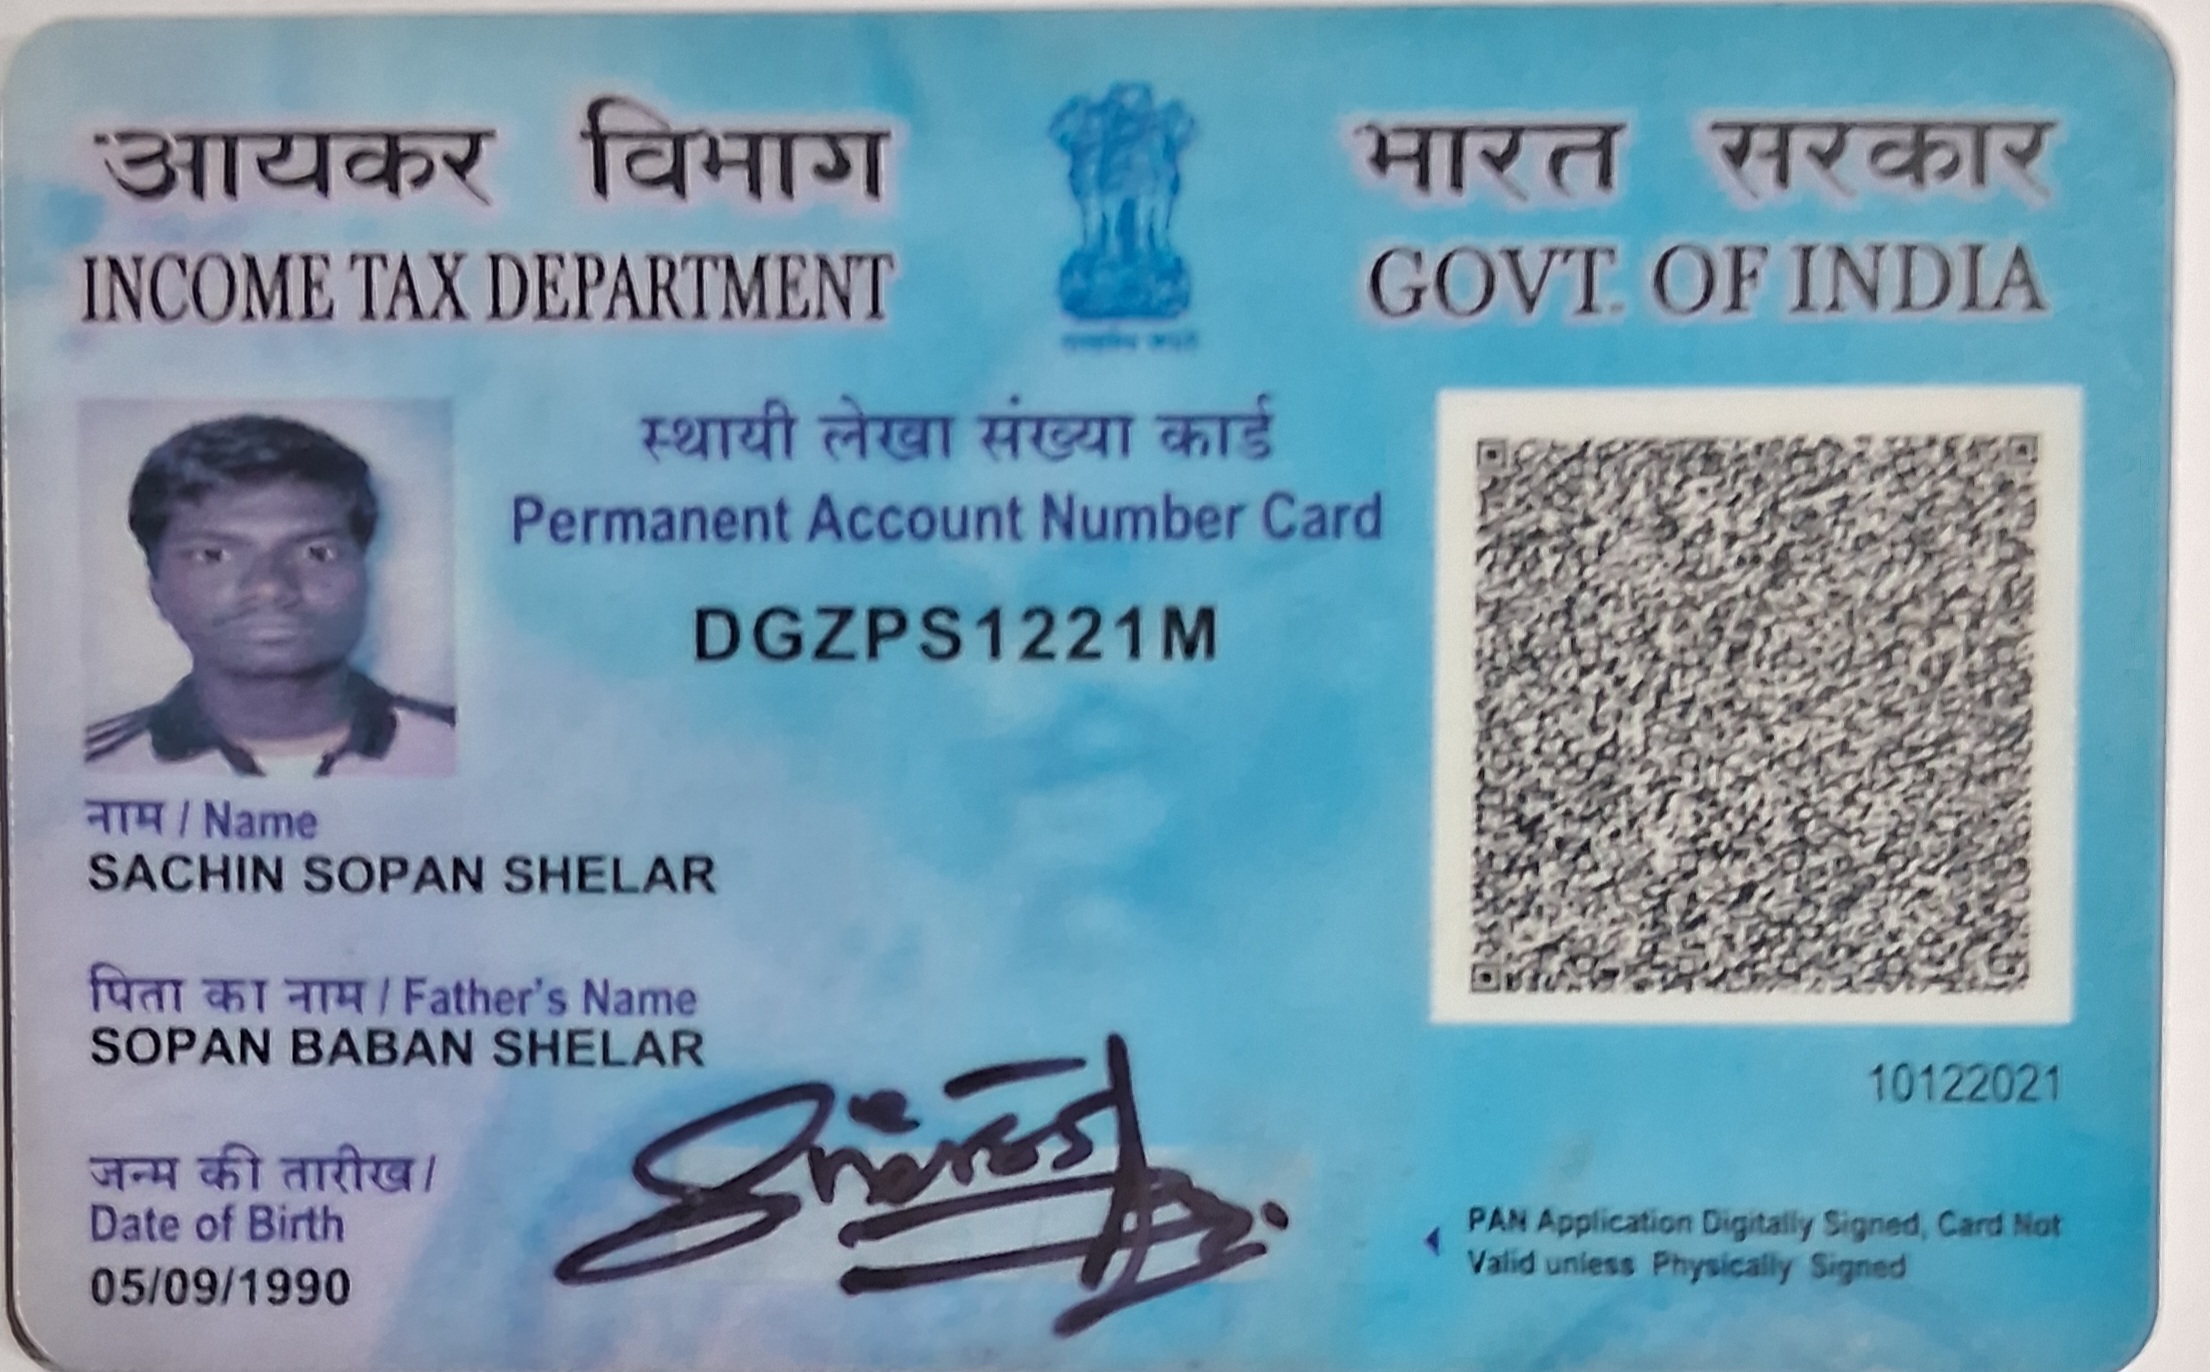 आयकर विभाग
INCOME TAX DEPARTMENT
भारत सरकार
GOVT. OF INDIA
स्थायी लेखा संख्या कार्ड
Permanent Account Number Card
DGZPS1221M
नाम / Name
SACHIN SOPAN SHELAR
पिता का नाम / Father's Name
SOPAN BABAN SHELAR
जन्म की तारीख /
Date of Birth
05/09/1990
10122021
PAN Application Digitally Signed, Card Not
Valid unless Physically Signed